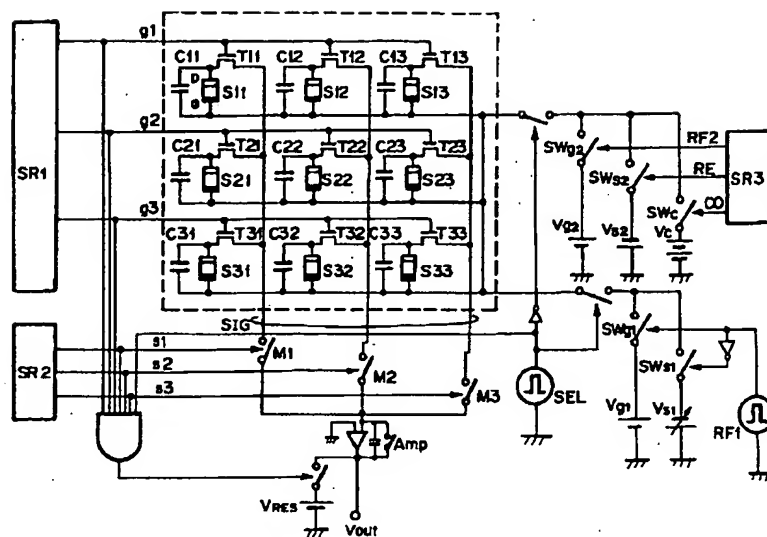 g1
C11 T11 C12 T12 C13 T13
D
G
S11 S12 S13
g2
C21 T21 C22 T22 C23 T23
S21 S22 S23
g3
C31 T31 C32 T32 C33 T33
S31 S32 S33
SR1
SWg2 RF2
SWS2 RE SR3
SWC
Vg2 VS2 VC
SIG
SR2
s1
s2
s3
M1
M2
M3
SEL
SWg1
SWS1
Vg1 VS1
RF1
Amp
VRES
Vout